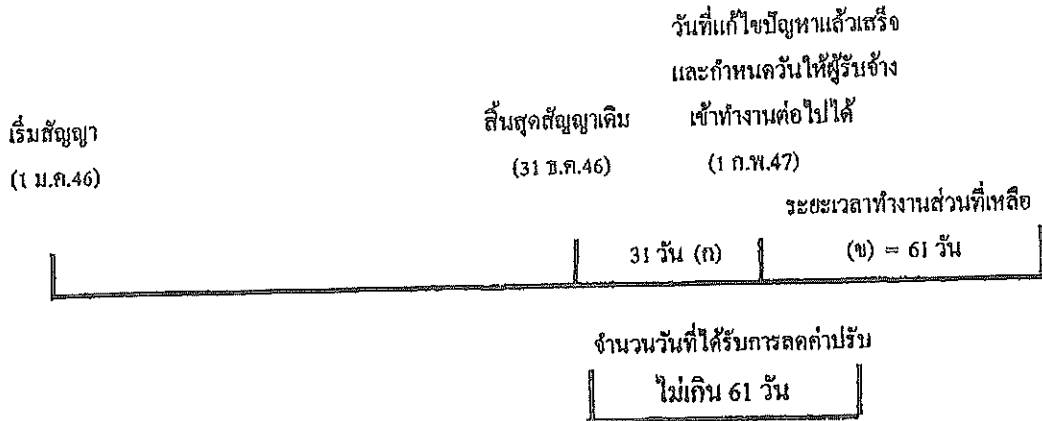 วันที่แก้ไขปัญหาแล้วเสร็จ
และกำหนดวันให้ผู้รับจ้าง
เข้าทำงานต่อไปได้
(1 ก.พ.47)
เริ่มสัญญา
(1 ม.ค.46)
สิ้นสุดสัญญาเดิม
(31 ธ.ค.46)
ระยะเวลาทำงานส่วนที่เหลือ
31 วัน (ก)
(ข) = 61 วัน
จำนวนวันที่ได้รับการลดค่าปรับ
ไม่เกิน 61 วัน